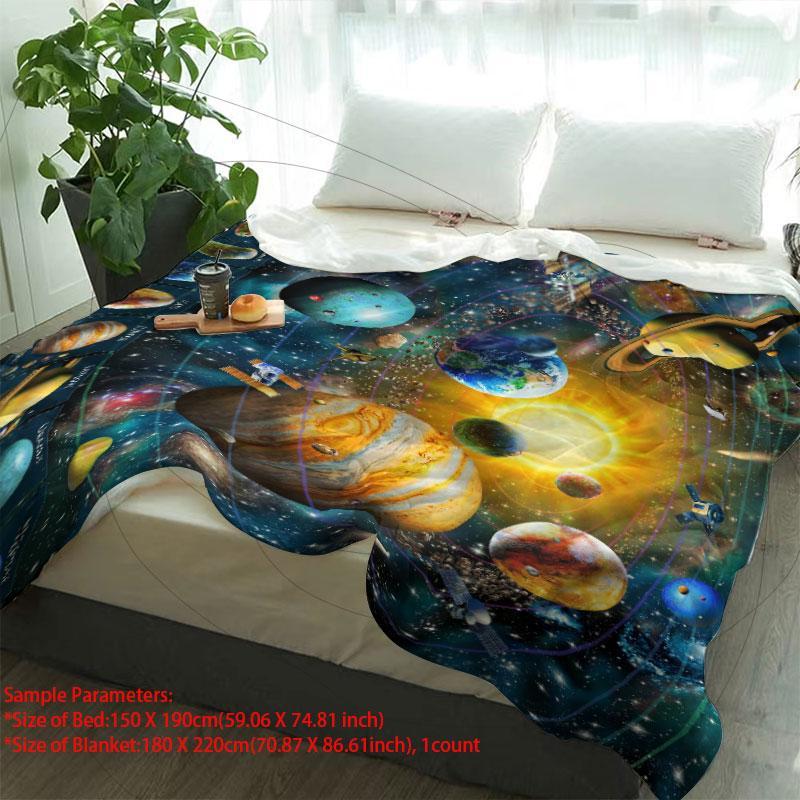 Sample Parameters:
*Size of Bed:150 X 190cm(59.06 X 74.81 inch)
*Size of Blanket:180 X 220cm(70.87 X 86.61inch), 1count